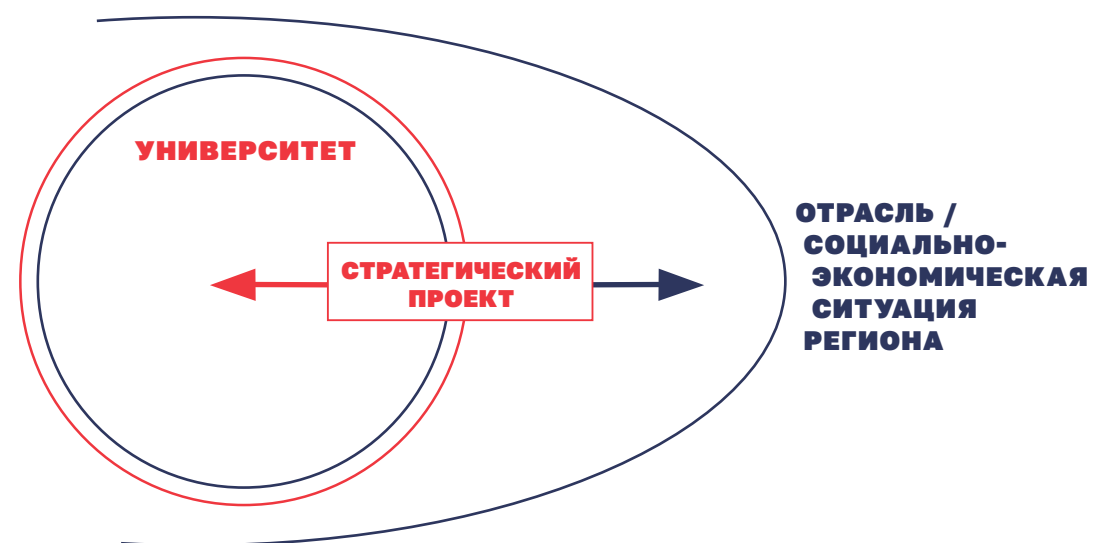 УНИВЕРСИТЕТ
СТРАТЕГИЧЕСКИЙ
ПРОЕКТ
ОТРАСЛЬ /
СОЦИАЛЬНО-
ЭКОНОМИЧЕСКАЯ
СИТУАЦИЯ
РЕГИОНА